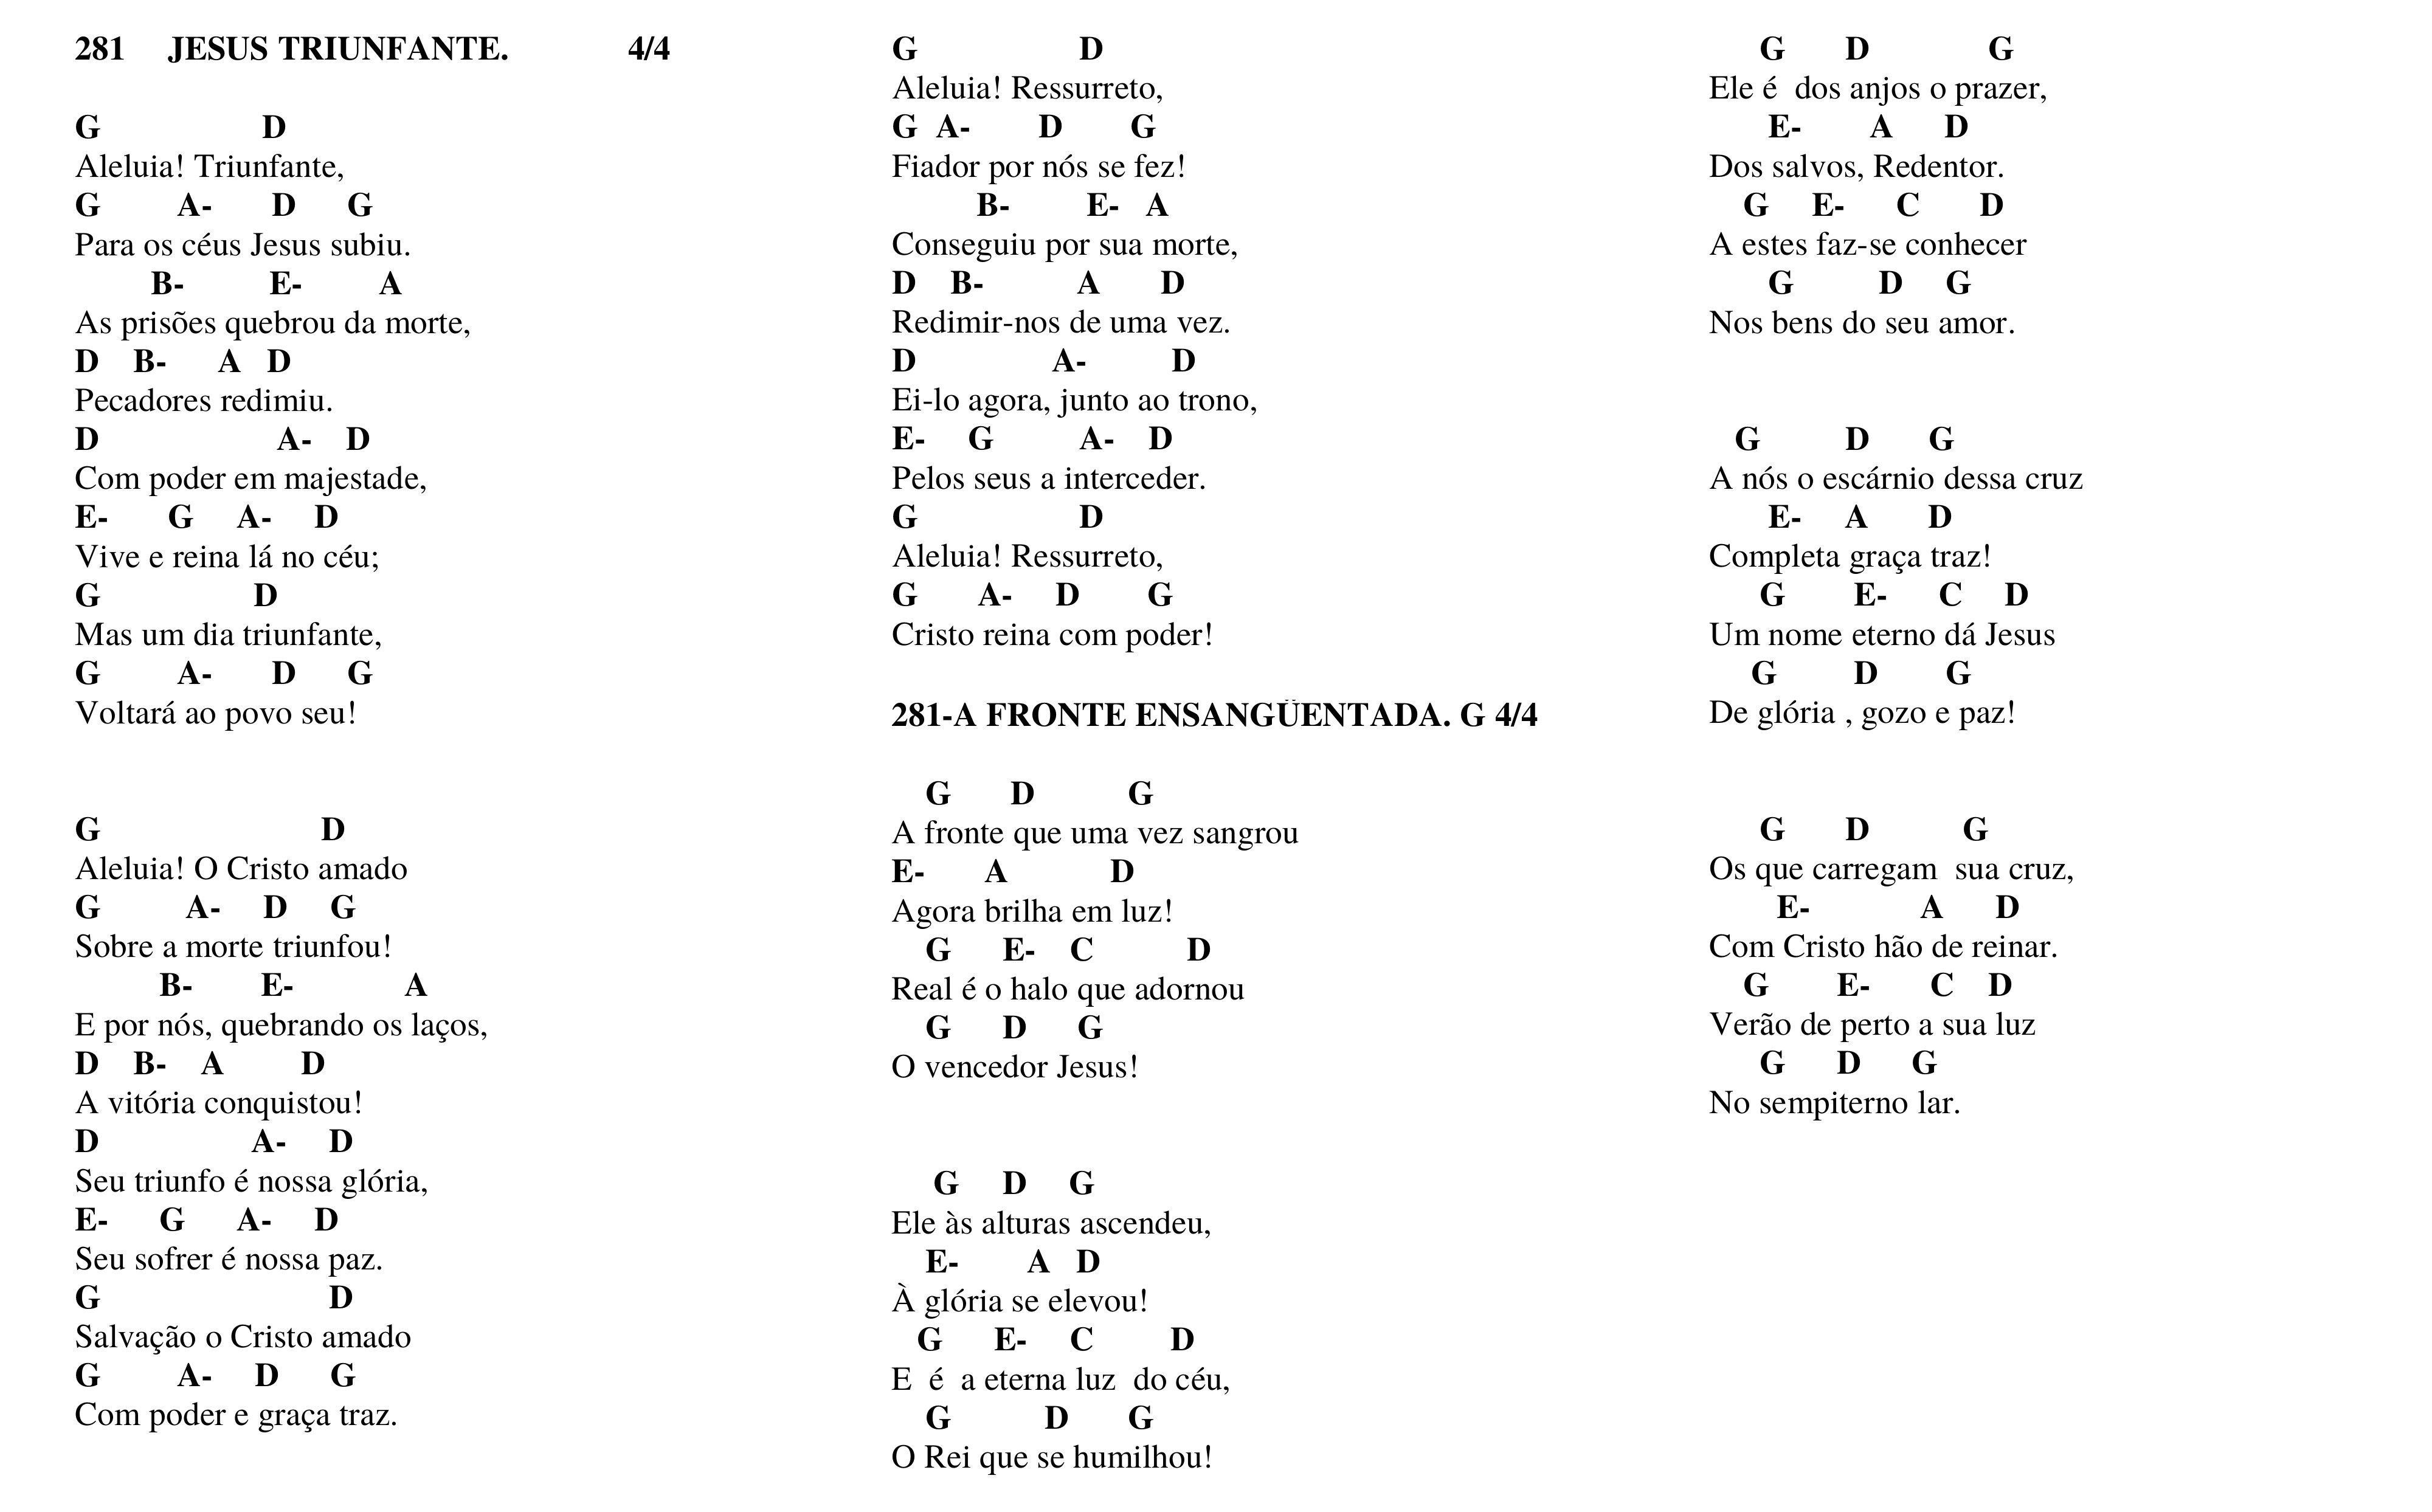 281 JESUS TRIUNFANTE. 4/4
G D
Aleluia! Triunfante,
G A- D G
Para os céus Jesus subiu.
B- E- A
As prisões quebrou da morte,
D B- A D
Pecadores redimiu.
D A- D
Com poder em majestade,
E- G A- D
Vive e reina lá no céu;
G D
Mas um dia triunfante,
G A- D G
Voltará ao povo seu!
G D
Aleluia! O Cristo amado
G A- D G
Sobre a morte triunfou!
B- E- A
E por nós, quebrando os laços,
D B- A D
A vitória conquistou!
D A- D
Seu triunfo é nossa glória,
E- G A- D
Seu sofrer é nossa paz.
G D
Salvação o Cristo amado
G A- D G
Com poder e graça traz.
G D
Aleluia! Ressurreto,
G A- D G
Fiador por nós se fez!
B- E- A
Conseguiu por sua morte,
D B- A D
Redimir-nos de uma vez.
D A- D
Ei-lo agora, junto ao trono,
E- G A- D
Pelos seus a interceder.
G D
Aleluia! Ressurreto,
G A- D G
Cristo reina com poder!
281-A FRONTE ENSANGÜENTADA. G 4/4
G D G
A fronte que uma vez sangrou
E- A D
Agora brilha em luz!
G E- C D
Real é o halo que adornou
G D G
O vencedor Jesus!
G D G
Ele às alturas ascendeu,
E- A D
À glória se elevou!
G E- C D
E é a eterna luz do céu,
G D G
O Rei que se humilhou!
G D G
Ele é dos anjos o prazer,
E- A D
Dos salvos, Redentor.
G E- C D
A estes faz-se conhecer
G D G
Nos bens do seu amor.
G D G
A nós o escárnio dessa cruz
E- A D
Completa graça traz!
G E- C D
Um nome eterno dá Jesus
G D G
De glória , gozo e paz!
G D G
Os que carregam sua cruz,
E- A D
Com Cristo hão de reinar.
G E- C D
Verão de perto a sua luz
G D G
No sempiterno lar.